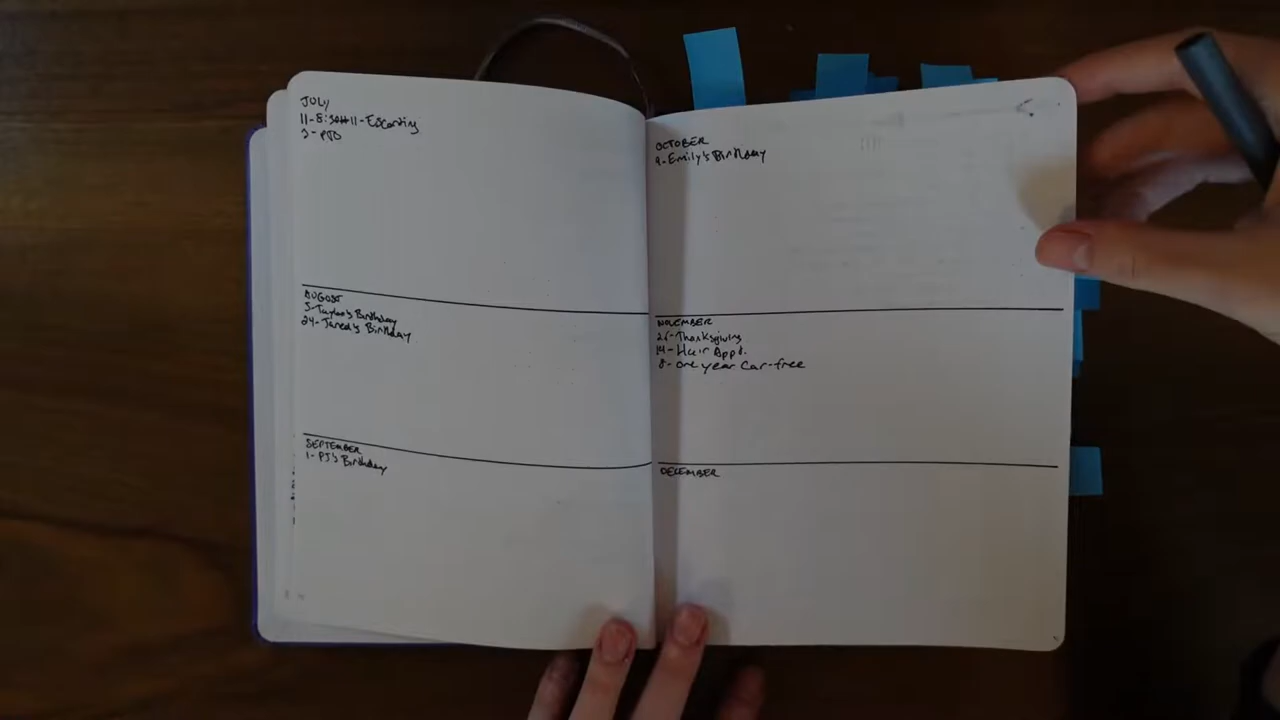 JULY
11-8:30-11-Escorting
3-PTO
AUGUST
5-Taylor's Birthday
24-Jared's Birthday
SEPTEMBER
1-PJ's Birthday
OCTOBER
9-Emily's Birthday
NOVEMBER
26-Thanksgiving
14-Hair Appt.
8-one year Car-free
DECEMBER